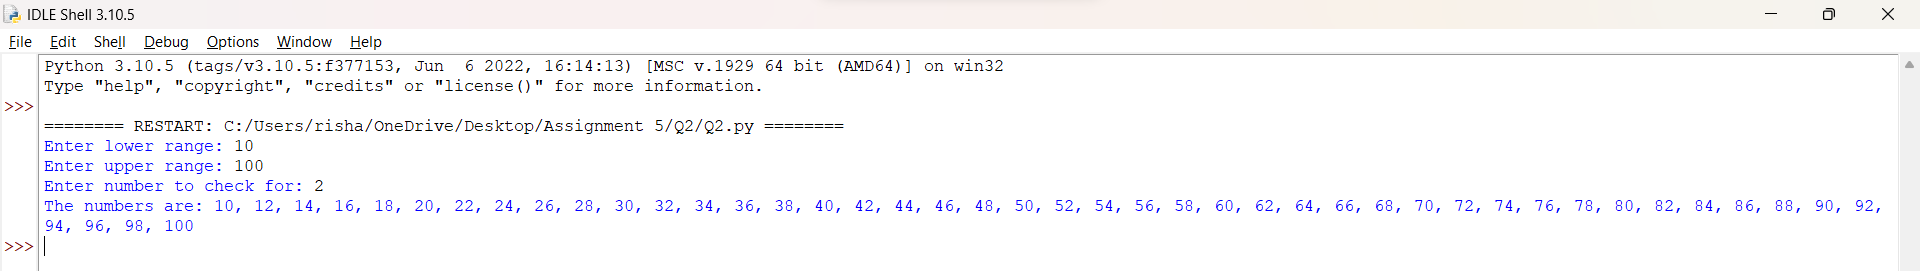 IDLE Shell 3.10.5
File Edit Shell Debug Options Window Help
Python 3.10.5 (tags/v3.10.5:f377153, Jun  6 2022, 16:14:13) [MSC v.1929 64 bit (AMD64)] on win32
Type "help", "copyright", "credits" or "license()" for more information.
>>>
======== RESTART: C:/Users/risha/OneDrive/Desktop/Assignment 5/Q2/Q2.py ========
Enter lower range: 10
Enter upper range: 100
Enter number to check for: 2
The numbers are: 10, 12, 14, 16, 18, 20, 22, 24, 26, 28, 30, 32, 34, 36, 38, 40, 42, 44, 46, 48, 50, 52, 54, 56, 58, 60, 62, 64, 66, 68, 70, 72, 74, 76, 78, 80, 82, 84, 86, 88, 90, 92,
94, 96, 98, 100
>>>